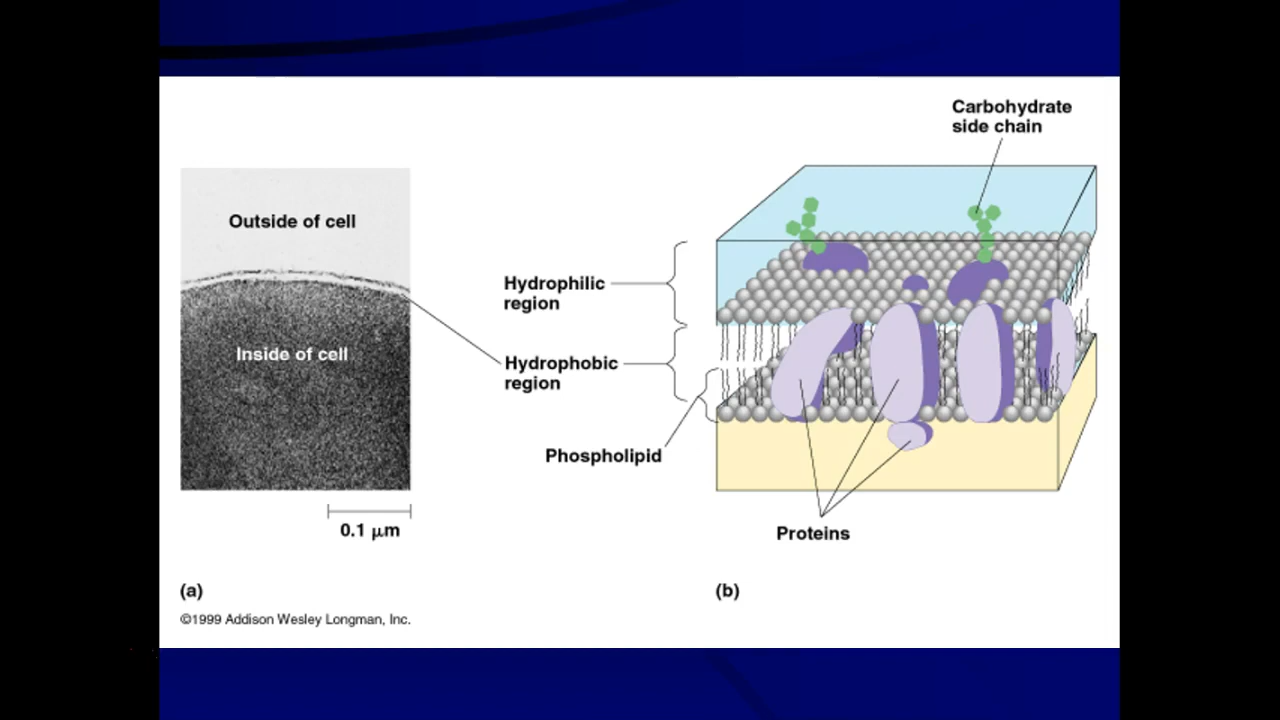 Carbohydrate
side chain
Outside of cell
Inside of cell
Hydrophilic
region
Hydrophobic
region
Phospholipid
Proteins
0.1 μm
(a)
(b)
©1999 Addison Wesley Longman, Inc.